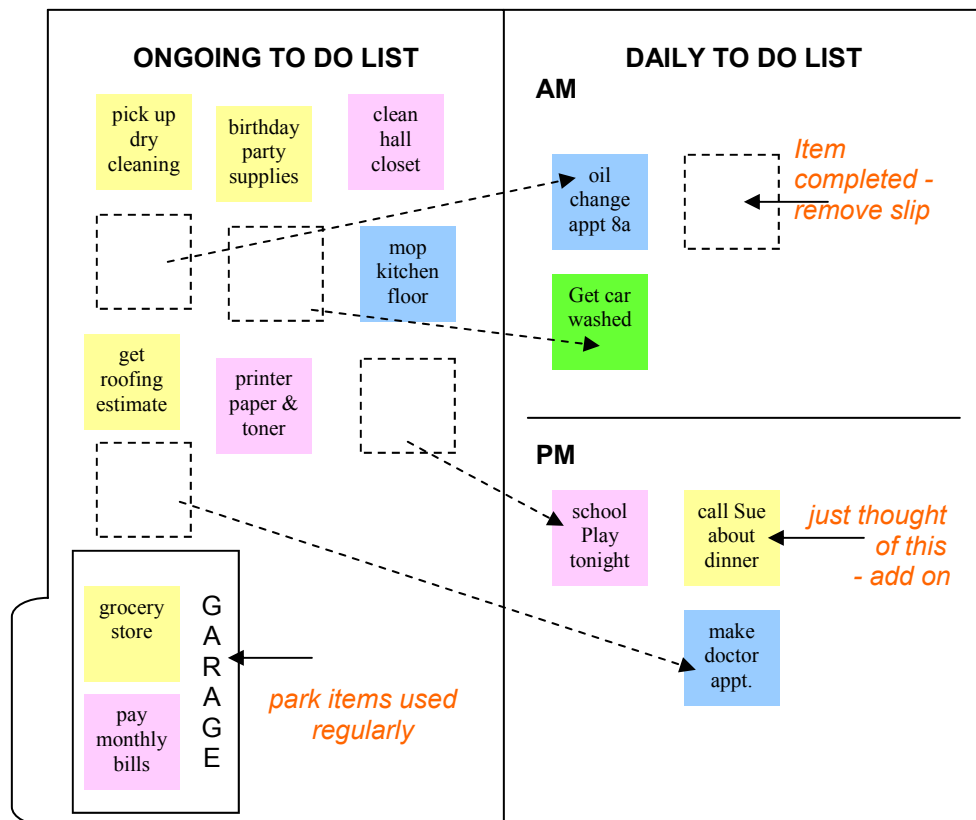 ONGOING TO DO LIST
pick up
dry
cleaning
birthday
party
supplies
clean
hall
closet
mop
kitchen
floor
get
roofing
estimate
printer
paper &
toner
grocery
store
pay
monthly
bills
G
A
R
A
G
E
park items used
regularly
DAILY TO DO LIST
AM
oil
change
appt 8a
Item
completed -
remove slip
Get car
washed
PM
school
Play
tonight
call Sue
about
dinner
just thought
of this
- add on
make
doctor
appt.